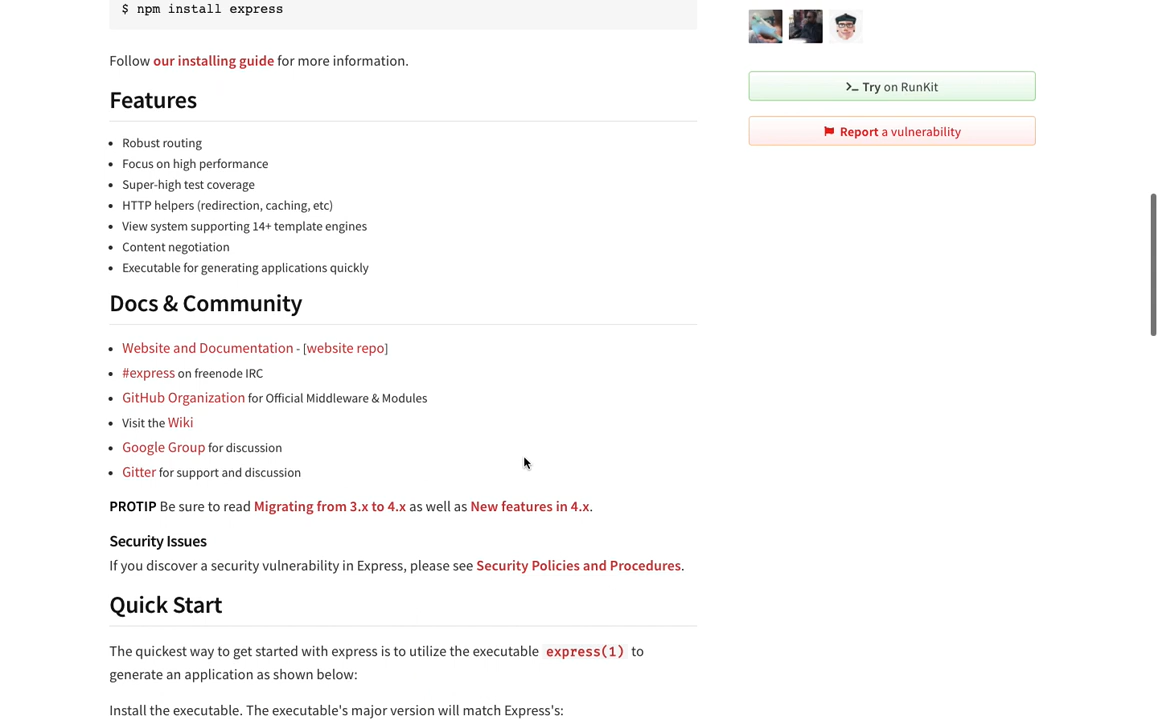 $ npm install express
Follow our installing guide for more information.
Features
Robust routing
Focus on high performance
Super-high test coverage
HTTP helpers (redirection, caching, etc)
View system supporting 14+ template engines
Content negotiation
Executable for generating applications quickly
Docs & Community
Website and Documentation - [website repo]
#express on freenode IRC
GitHub Organization for Official Middleware & Modules
Visit the Wiki
Google Group for discussion
Gitter for support and discussion
PROTIP Be sure to read Migrating from 3.x to 4.x as well as New features in 4.x.
Security Issues
If you discover a security vulnerability in Express, please see Security Policies and Procedures.
Quick Start
The quickest way to get started with express is to utilize the executable express(1) to
generate an application as shown below:
Install the executable. The executable's major version will match Express's:
Try on RunKit
Report a vulnerability